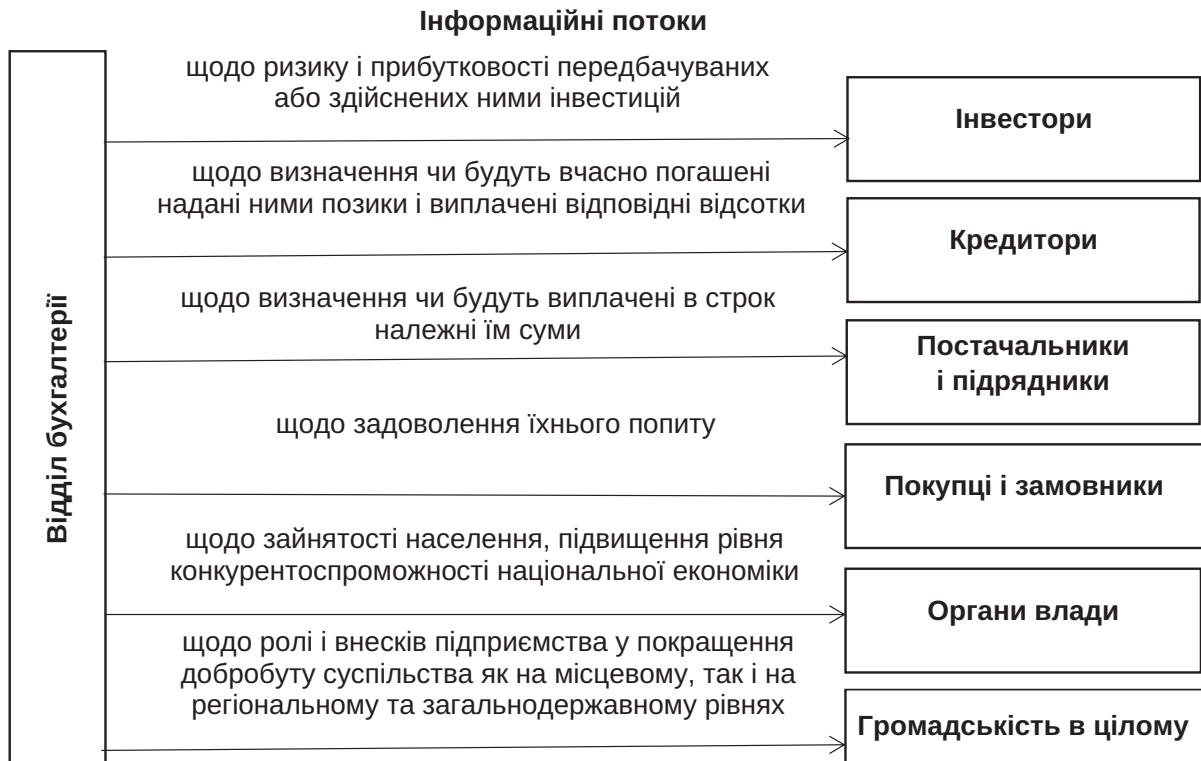 Інформаційні потоки
Відділ бухгалтерії
щодо ризику і прибутковості передбачуваних
або здійснених ними інвестицій
Інвестори
щодо визначення чи будуть вчасно погашені
надані ними позики і виплачені відповідні відсотки
Кредитори
щодо визначення чи будуть виплачені в строк
належні їм суми
Постачальники
і підрядники
щодо задоволення їхнього попиту
Покупці і замовники
щодо зайнятості населення, підвищення рівня
конкурентоспроможності національної економіки
Органи влади
щодо ролі і внесків підприємства у покращення
добробуту суспільства як на місцевому, так і на
регіональному та загальнодержавному рівнях
Громадськість в цілому